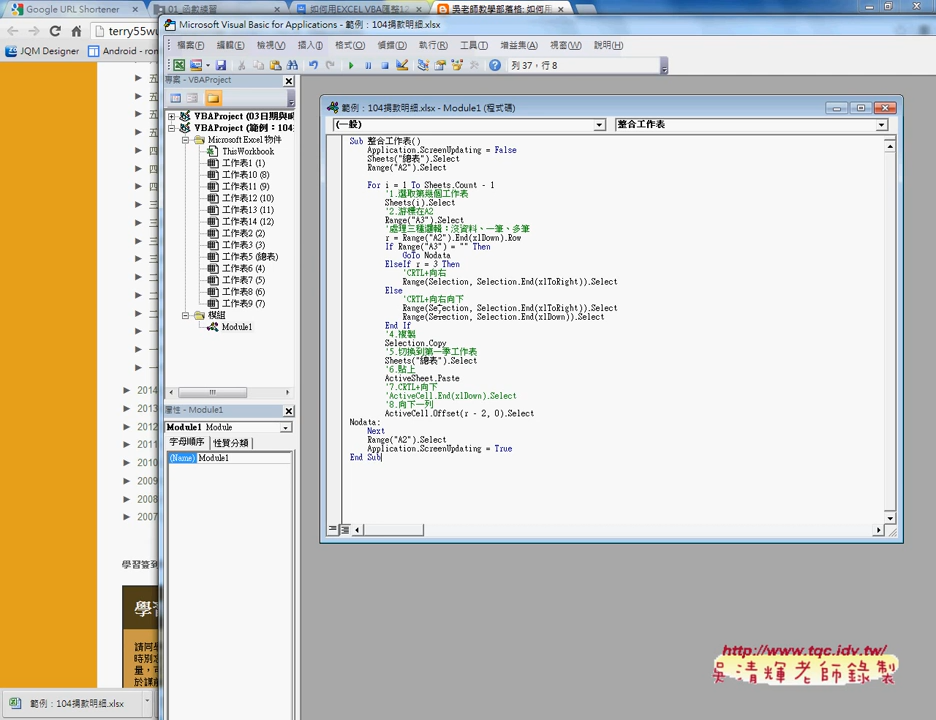 Google URL Shortener
01_函數練習
如何用EXCEL VBA匯整12
吳老師教學部落格: 如何用
terry55wu
JQM Designer
Android - ron
Microsoft Visual Basic for Applications - 範例：104捐款明細.xlsx
檔案(F) 編輯(E) 檢視(V) 插入(I) 格式(O) 偵錯(D) 執行(R) 工具(T) 增益集(A) 視窗(W) 說明(H)
列 37，行 8
專案 - VBAProject
VBAProject (03日期與時
VBAProject (範例：104
Microsoft Excel 物件
ThisWorkbook
工作表1 (1)
工作表10 (8)
工作表11 (9)
工作表12 (10)
工作表13 (11)
工作表14 (12)
工作表2 (2)
工作表3 (3)
工作表5 (總表)
工作表6 (4)
工作表7 (5)
工作表8 (6)
工作表9 (7)
模組
Module1
屬性 - Module1
Module1 Module
字母順序 性質分類
(Name) Module1
範例：104捐款明細.xlsx - Module1 (程式碼)
(一般) 整合工作表
Sub 整合工作表()
Application.ScreenUpdating = False
Sheets("總表").Select
Range("A2").Select
For i = 1 To Sheets.Count - 1
'1.選取第幾個工作表
Sheets(i).Select
'2.游標在A2
Range("A3").Select
'處理三種邏輯：沒資料、一筆、多筆
r = Range("A2").End(xlDown).Row
If Range("A3") = "" Then
GoTo Nodata
ElseIf r = 3 Then
'CRTL+向右
Range(Selection, Selection.End(xlToRight)).Select
Else
'CRTL+向右向下
Range(Selection, Selection.End(xlToRight)).Select
Range(Selection, Selection.End(xlDown)).Select
End If
'4.複製
Selection.Copy
'5.切換到第一季工作表
Sheets("總表").Select
'6.貼上
ActiveSheet.Paste
'7.CRTL+向下
'ActiveCell.End(xlDown).Select
'8.向下一列
ActiveCell.Offset(r - 2, 0).Select
Nodata:
Next
Range("A2").Select
Application.ScreenUpdating = True
End Sub
2014
2013
2012
2011
2010
2009
2008
2007
學習簽到
範例：104捐款明細.xlsx
http://www.tqc.idv.tw/
吳清輝老師錄製